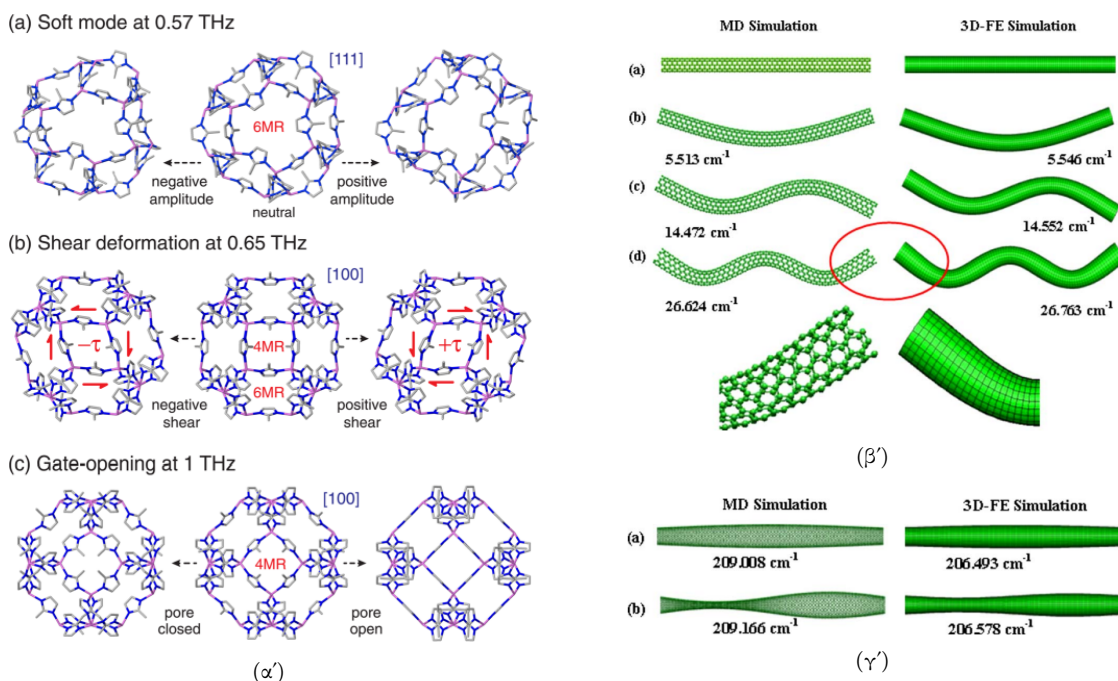 (a) Soft mode at 0.57 THz
[111]
6MR
negative
amplitude
neutral
positive
amplitude
(b) Shear deformation at 0.65 THz
[100]
−τ
4MR
+τ
6MR
negative
shear
positive
shear
(c) Gate-opening at 1 THz
[100]
4MR
pore
closed
pore
open
(α′)
MD Simulation
3D-FE Simulation
(a)
(b)
5.513 cm⁻¹
5.546 cm⁻¹
(c)
14.472 cm⁻¹
14.552 cm⁻¹
(d)
26.624 cm⁻¹
26.763 cm⁻¹
(β′)
MD Simulation
3D-FE Simulation
(a)
209.008 cm⁻¹
206.493 cm⁻¹
(b)
209.166 cm⁻¹
206.578 cm⁻¹
(γ′)